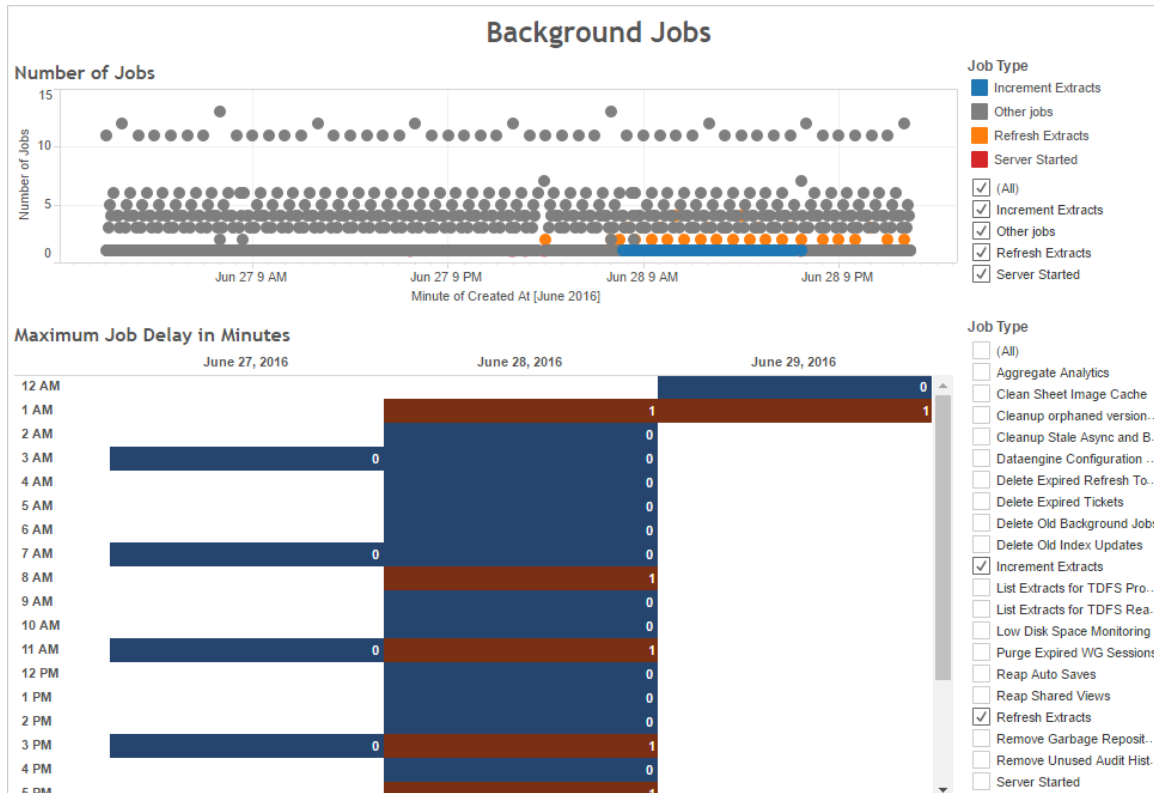 Background Jobs
Number of Jobs
15
10
5
0
Number of Jobs
Jun 27 9 AM Jun 27 9 PM Jun 28 9 AM Jun 28 9 PM
Minute of Created At [June 2016]
Job Type
Increment Extracts
Other jobs
Refresh Extracts
Server Started
(All)
Increment Extracts
Other jobs
Refresh Extracts
Server Started
Maximum Job Delay in Minutes
June 27, 2016 June 28, 2016 June 29, 2016
12 AM 0
1 AM 1 1
2 AM 0
3 AM 0 0
4 AM 0
5 AM 0
6 AM 0
7 AM 0 0
8 AM 1
9 AM 0
10 AM 0
11 AM 0 1
12 PM 0
1 PM 0
2 PM 0
3 PM 0 1
4 PM 0
5 PM 1
Job Type
(All)
Aggregate Analytics
Clean Sheet Image Cache
Cleanup orphaned version..
Cleanup Stale Async and B..
Dataengine Configuration ...
Delete Expired Refresh To..
Delete Expired Tickets
Delete Old Background Jobs
Delete Old Index Updates
Increment Extracts
List Extracts for TDFS Pro...
List Extracts for TDFS Rea..
Low Disk Space Monitoring
Purge Expired WG Sessions
Reap Auto Saves
Reap Shared Views
Refresh Extracts
Remove Garbage Reposit...
Remove Unused Audit Hist..
Server Started